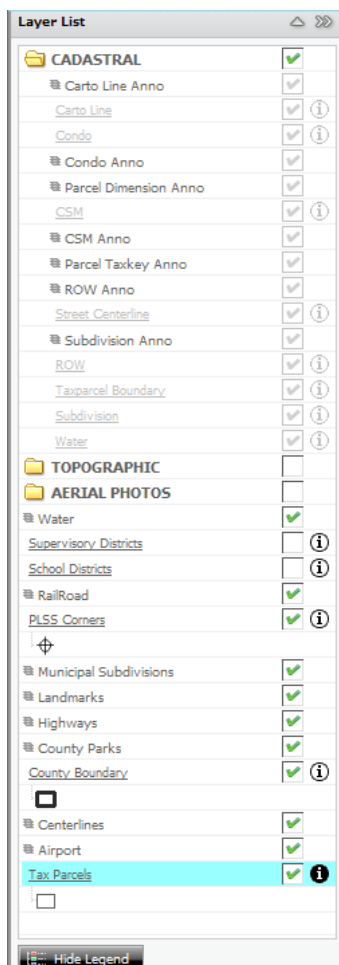 Layer List
CADASTRAL
Carto Line Anno
Carto Line
Condo
Condo Anno
Parcel Dimension Anno
CSM
CSM Anno
Parcel Taxkey Anno
ROW Anno
Street Centerline
Subdivision Anno
ROW
Taxparcel Boundary
Subdivision
Water
TOPOGRAPHIC
AERIAL PHOTOS
Water
Supervisory Districts
School Districts
RailRoad
PLSS Corners
Municipal Subdivisions
Landmarks
Highways
County Parks
County Boundary
Centerlines
Airport
Tax Parcels
Hide Legend